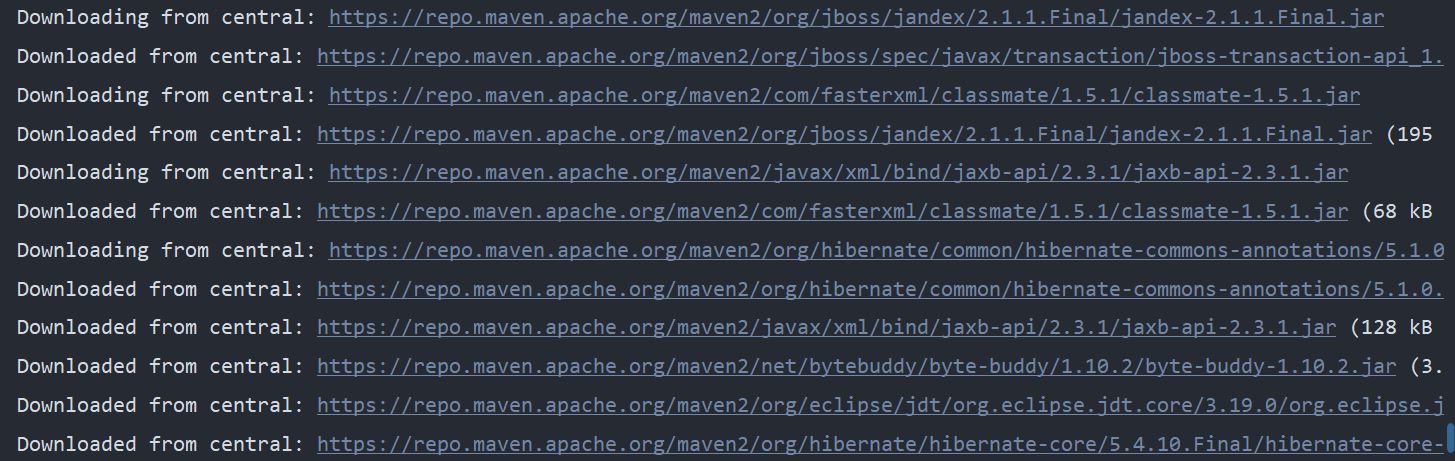 Downloading from central: https://repo.maven.apache.org/maven2/org/jboss/jandex/2.1.1.Final/jandex-2.1.1.Final.jar
Downloaded from central: https://repo.maven.apache.org/maven2/org/jboss/spec/javax/transaction/jboss-transaction-api_1.
Downloading from central: https://repo.maven.apache.org/maven2/com/fasterxml/classmate/1.5.1/classmate-1.5.1.jar
Downloaded from central: https://repo.maven.apache.org/maven2/org/jboss/jandex/2.1.1.Final/jandex-2.1.1.Final.jar (195
Downloading from central: https://repo.maven.apache.org/maven2/javax/xml/bind/jaxb-api/2.3.1/jaxb-api-2.3.1.jar
Downloaded from central: https://repo.maven.apache.org/maven2/com/fasterxml/classmate/1.5.1/classmate-1.5.1.jar (68 kB
Downloading from central: https://repo.maven.apache.org/maven2/org/hibernate/common/hibernate-commons-annotations/5.1.0
Downloaded from central: https://repo.maven.apache.org/maven2/org/hibernate/common/hibernate-commons-annotations/5.1.0.
Downloaded from central: https://repo.maven.apache.org/maven2/javax/xml/bind/jaxb-api/2.3.1/jaxb-api-2.3.1.jar (128 kB
Downloaded from central: https://repo.maven.apache.org/maven2/net/bytebuddy/byte-buddy/1.10.2/byte-buddy-1.10.2.jar (3.
Downloaded from central: https://repo.maven.apache.org/maven2/org/eclipse/jdt/org.eclipse.jdt.core/3.19.0/org.eclipse.j
Downloaded from central: https://repo.maven.apache.org/maven2/org/hibernate/hibernate-core/5.4.10.Final/hibernate-core-